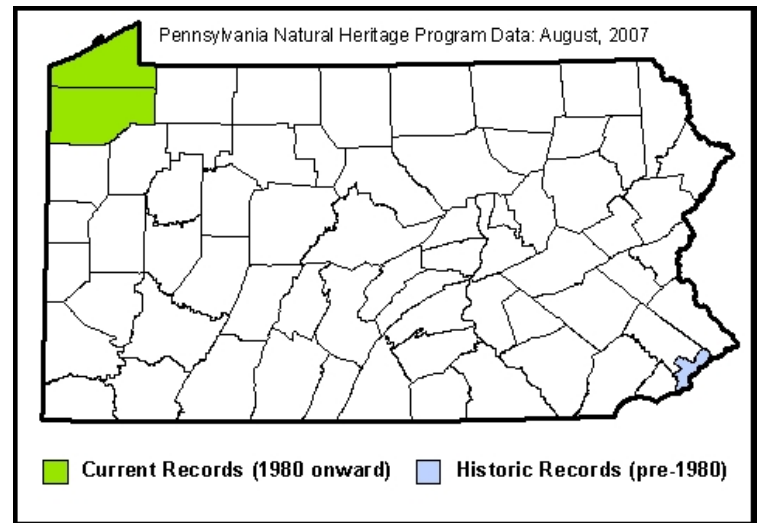 Pennsylvania Natural Heritage Program Data: August, 2007
Current Records (1980 onward)
Historic Records (pre-1980)